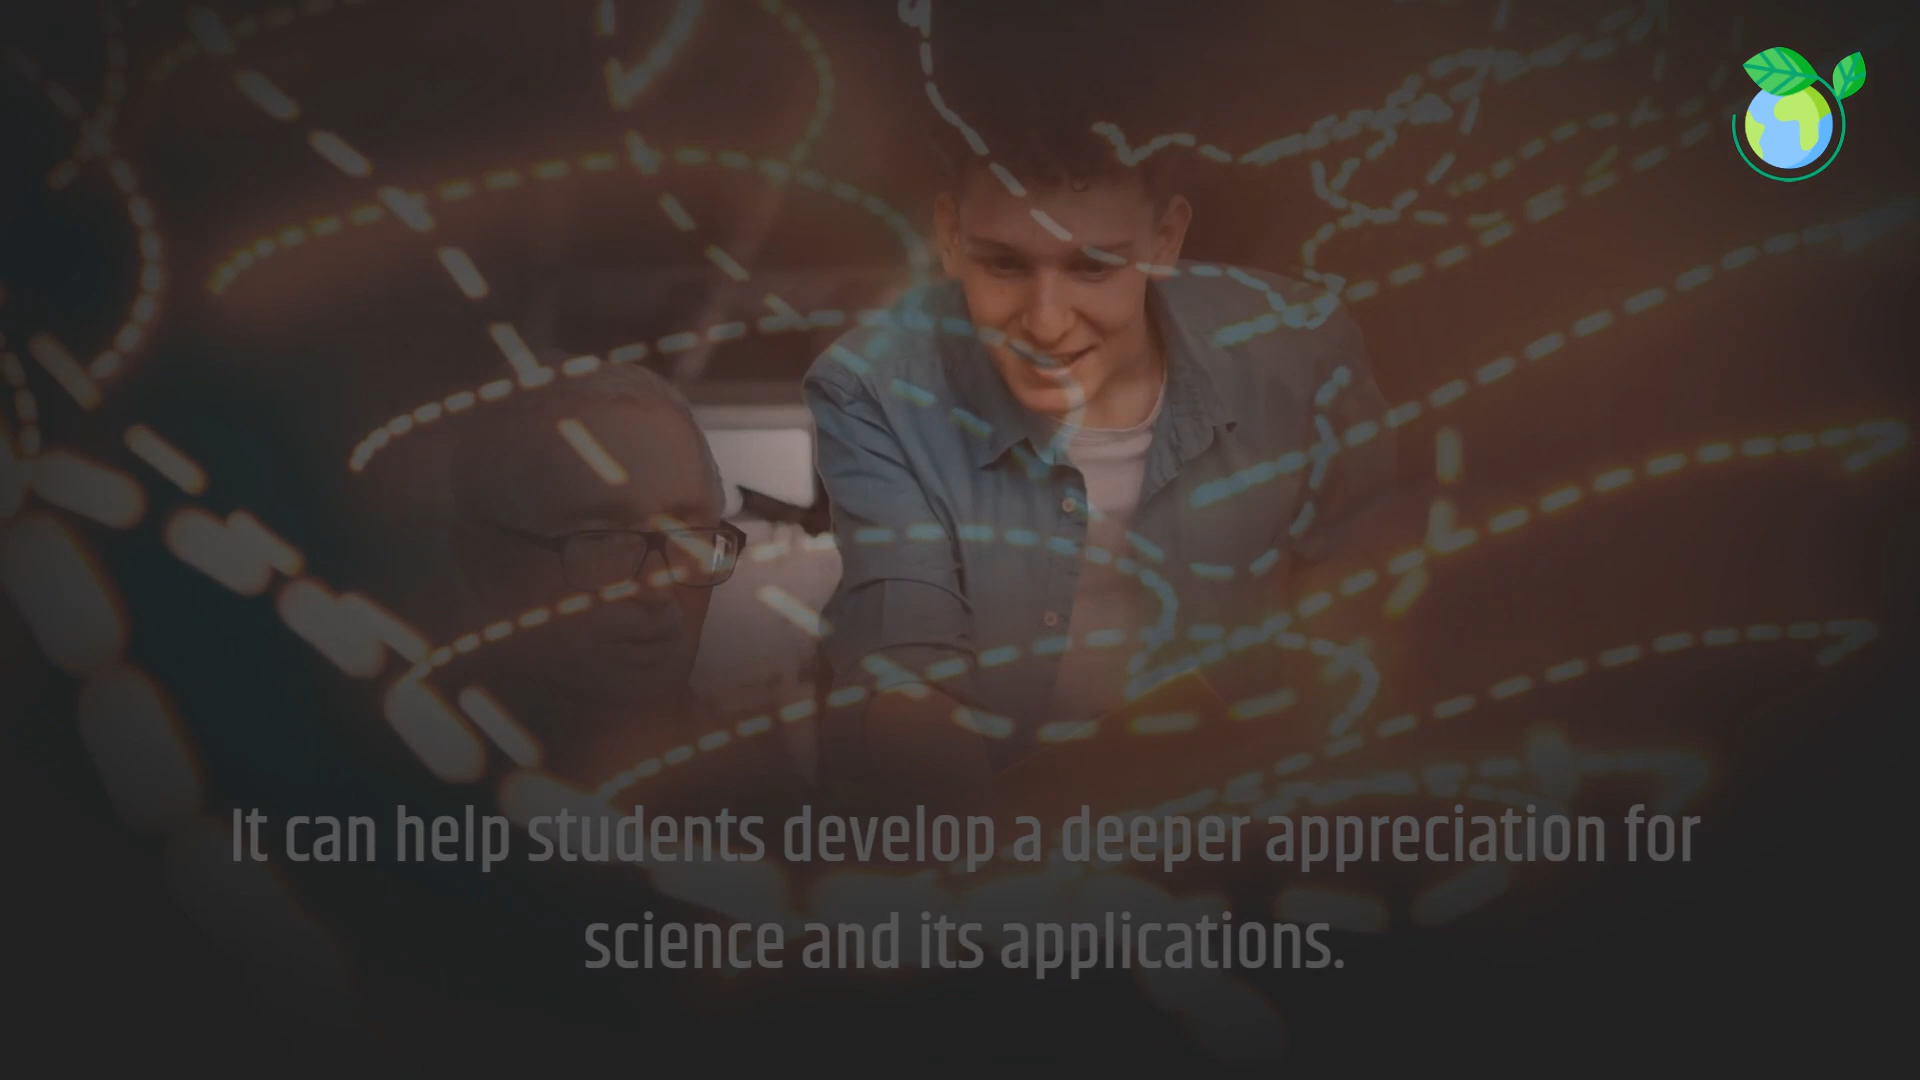 It can help students develop a deeper appreciation for
science and its applications.